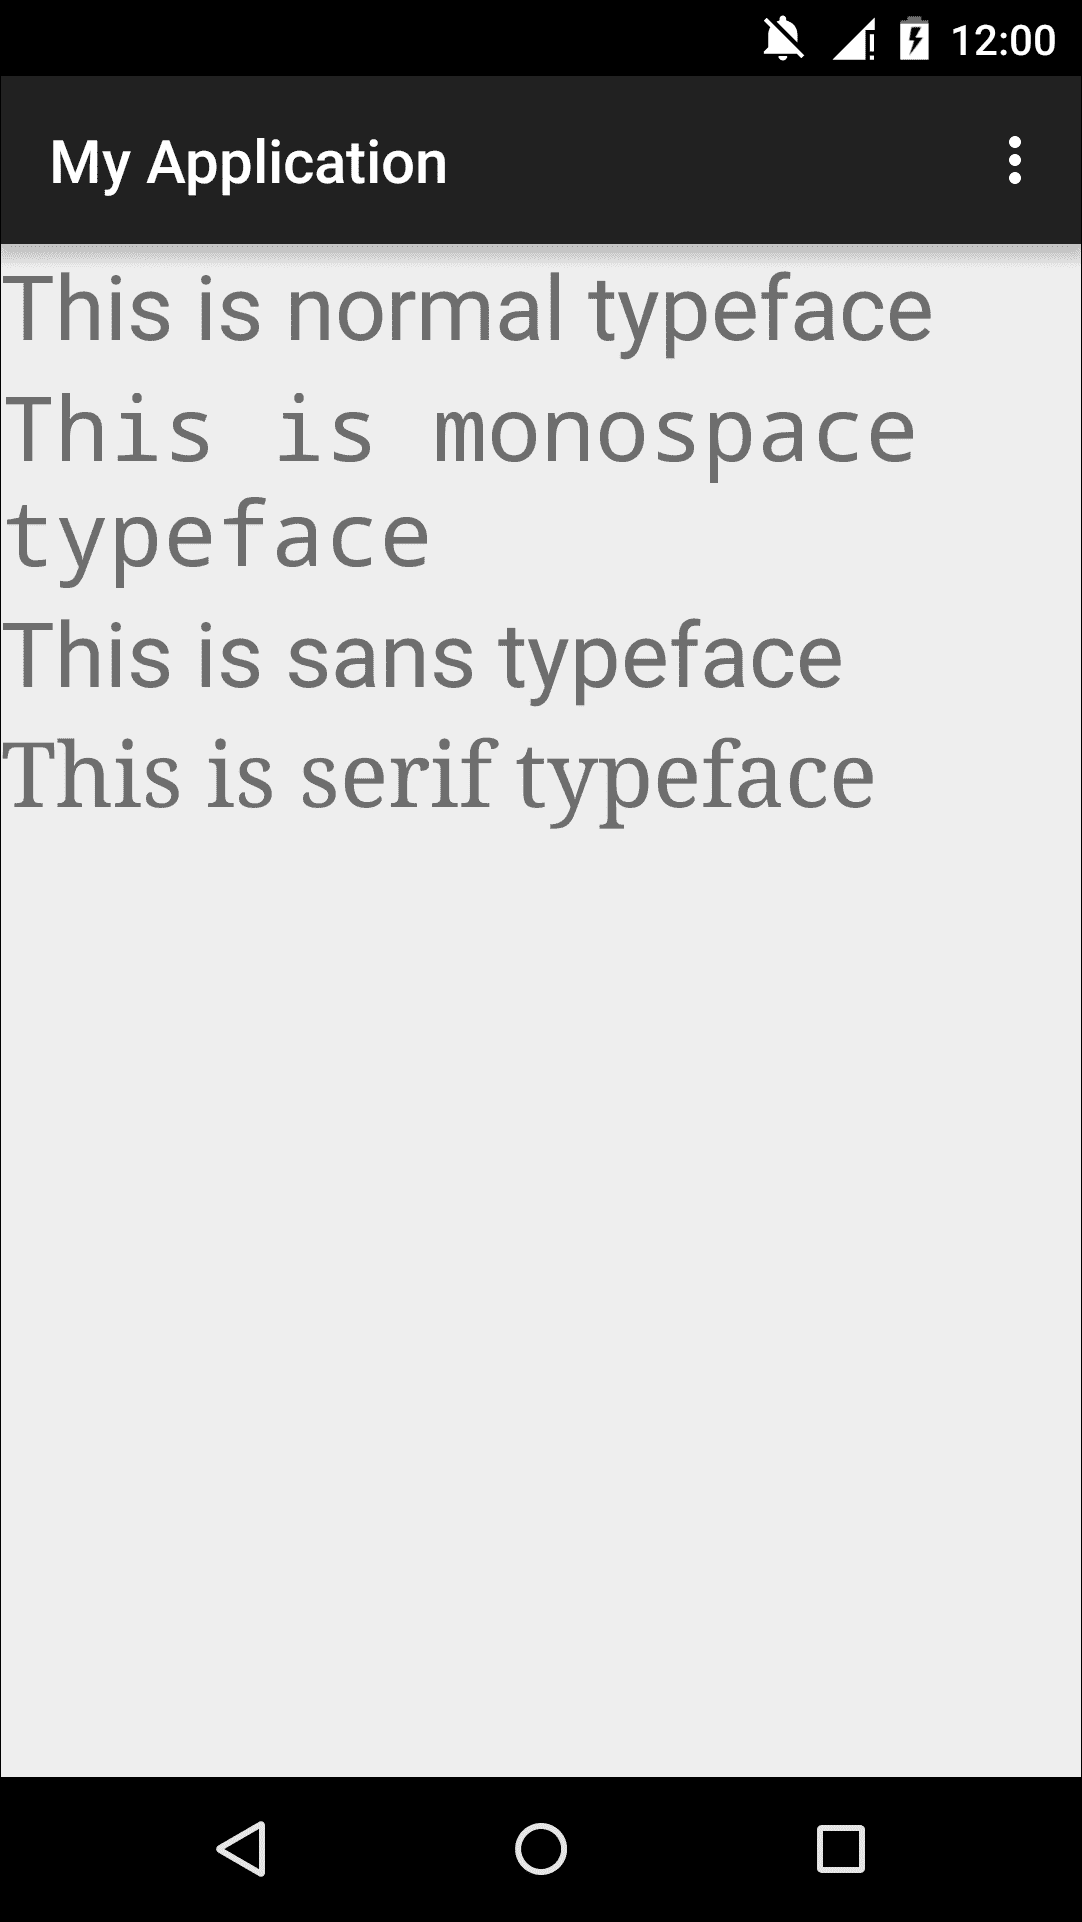 12:00
My Application
This is normal typeface
This is monospace
typeface
This is sans typeface
This is serif typeface